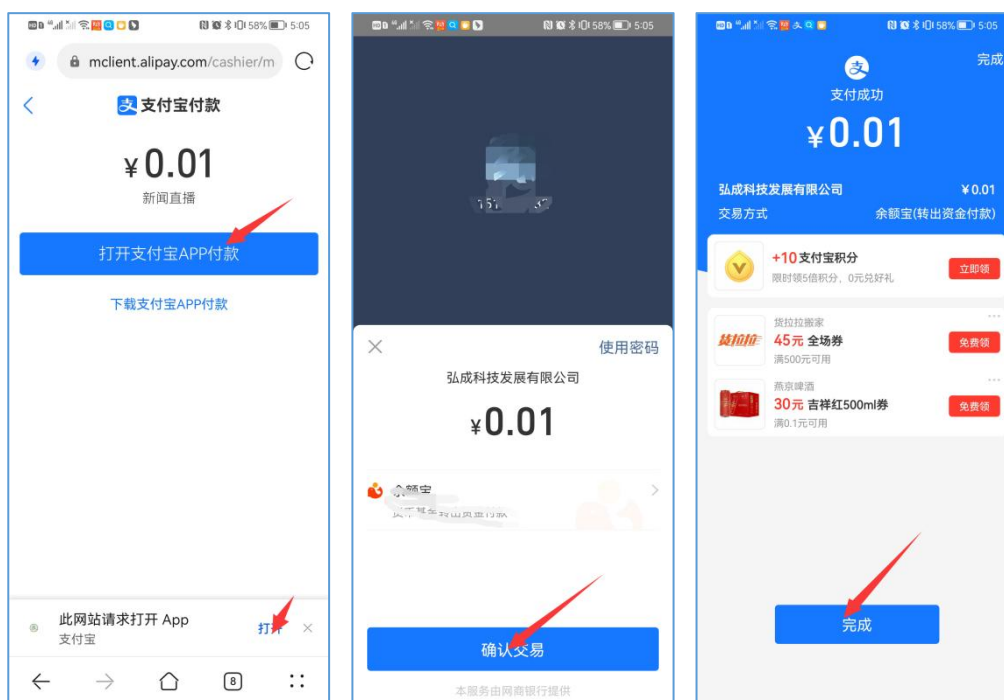 58% 5:05
mclient.alipay.com/cashier/m
支付宝付款
¥0.01
新闻直播
打开支付宝APP付款
下载支付宝APP付款
此网站请求打开 App
支付宝
打开
8
58% 5:05
使用密码
弘成科技发展有限公司
¥0.01
余额宝
确认交易
本服务由网商银行提供
58% 5:05
完成
支付成功
¥0.01
弘成科技发展有限公司 ¥0.01
交易方式 余额宝(转出资金付款)
+10支付宝积分
限时领5倍积分，0元兑好礼
立即领
货拉拉搬家
货拉拉
45元 全场券
满500元可用
免费领
燕京啤酒
30元 吉祥红500ml券
满0.1元可用
免费领
完成